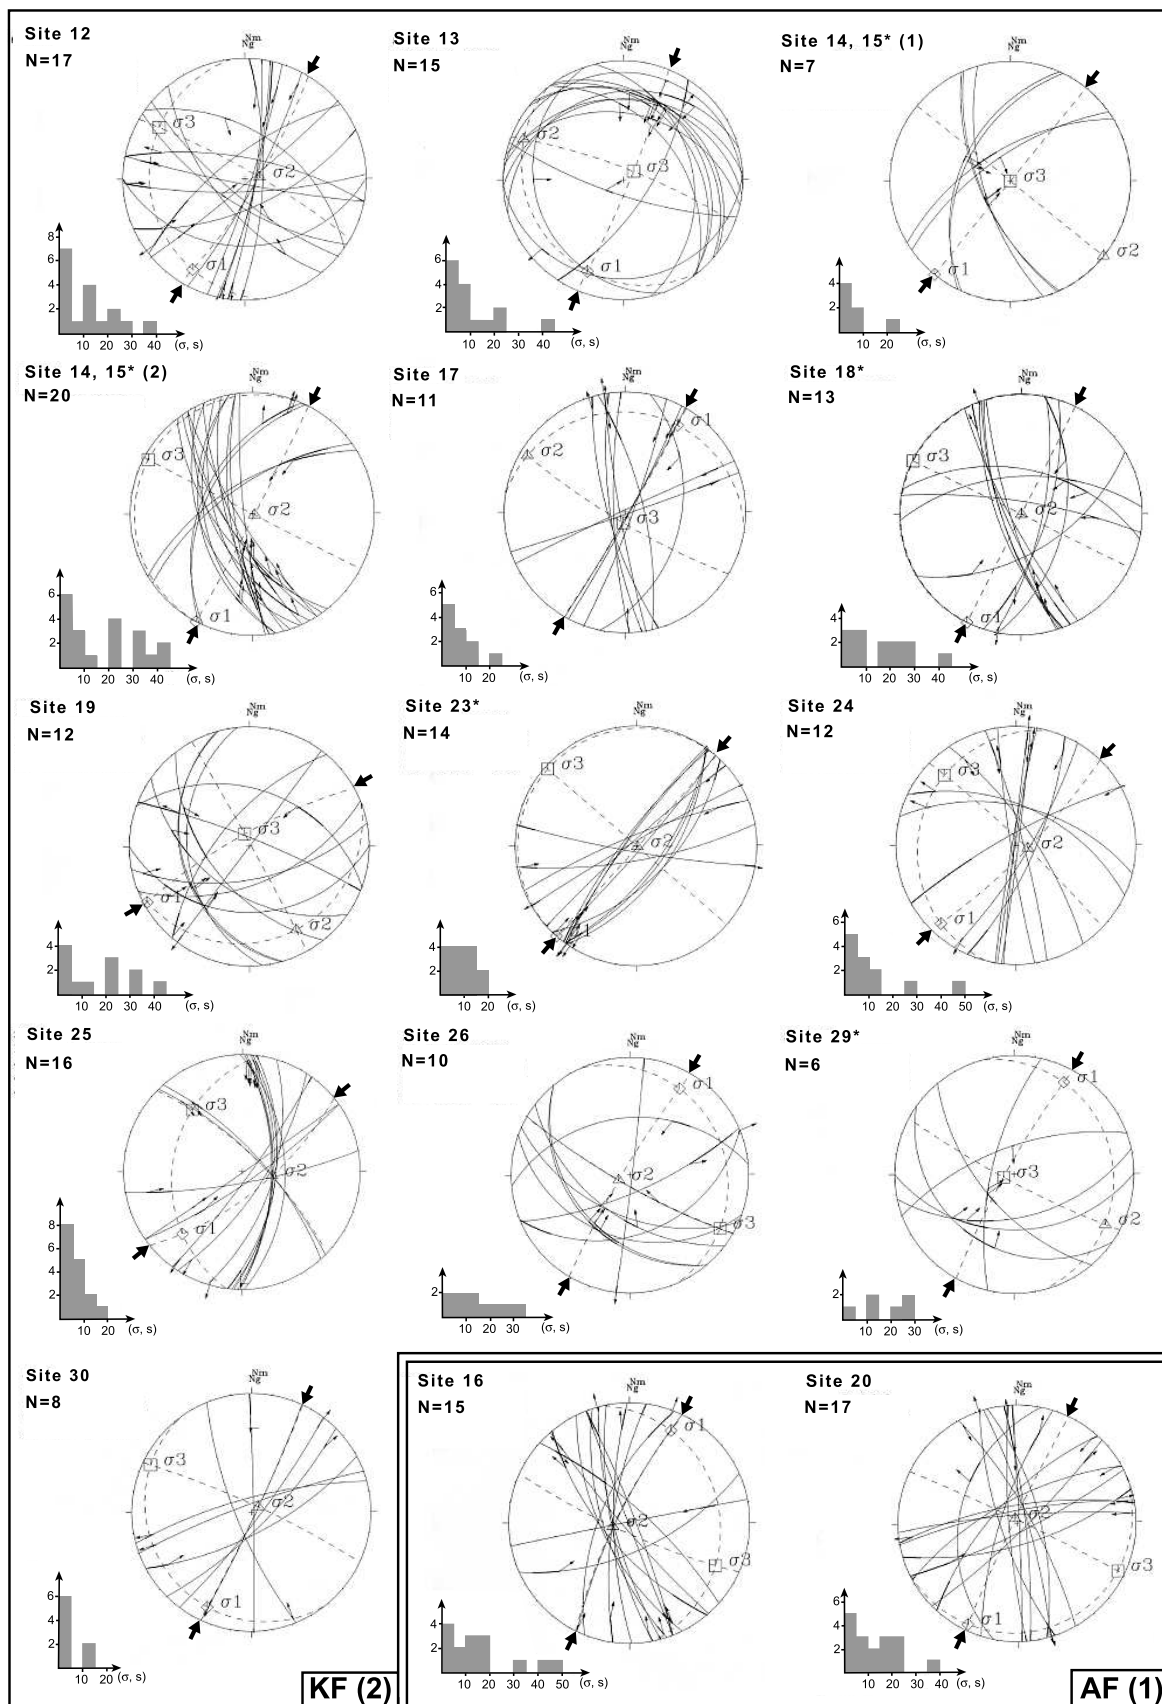 Site 12
N=17
Nm
Ng
σ3
σ2
σ1
8
6
4
2
10 20 30 40 (σ, s)
Site 13
N=15
Nm
Ng
σ2
σ3
σ1
6
4
2
10 20 30 40 (σ, s)
Site 14, 15* (1)
N=7
Nm
Ng
σ3
σ2
σ1
4
2
10 20 (σ, s)
Site 14, 15* (2)
N=20
Nm
Ng
σ3
σ2
σ1
6
4
2
10 20 30 40 (σ, s)
Site 17
N=11
Nm
Ng
σ1
σ2
σ3
6
4
2
10 20 (σ, s)
Site 18*
N=13
Nm
Ng
σ3
σ2
σ1
4
2
10 20 30 40 (σ, s)
Site 19
N=12
Nm
Ng
σ3
σ1
σ2
4
2
10 20 30 40 (σ, s)
Site 23*
N=14
Nm
Ng
σ3
σ2
1
4
2
10 20 (σ, s)
Site 24
N=12
Nm
Ng
σ3
σ2
σ1
6
4
2
10 20 30 40 50 (σ, s)
Site 25
N=16
Nm
Ng
σ3
σ2
σ1
8
6
4
2
10 20 (σ, s)
Site 26
N=10
Nm
Ng
σ1
σ2
σ3
2
10 20 30 (σ, s)
Site 29*
N=6
Nm
Ng
σ1
σ3
σ2
2
10 20 30 (σ, s)
Site 30
N=8
Nm
Ng
σ3
σ2
σ1
6
4
2
10 20 (σ, s)
KF (2)
Site 16
N=15
Nm
Ng
σ1
σ2
σ3
4
2
10 20 30 40 50 (σ, s)
Site 20
N=17
Nm
Ng
σ2
σ3
σ1
6
4
2
10 20 30 40 (σ, s)
AF (1)